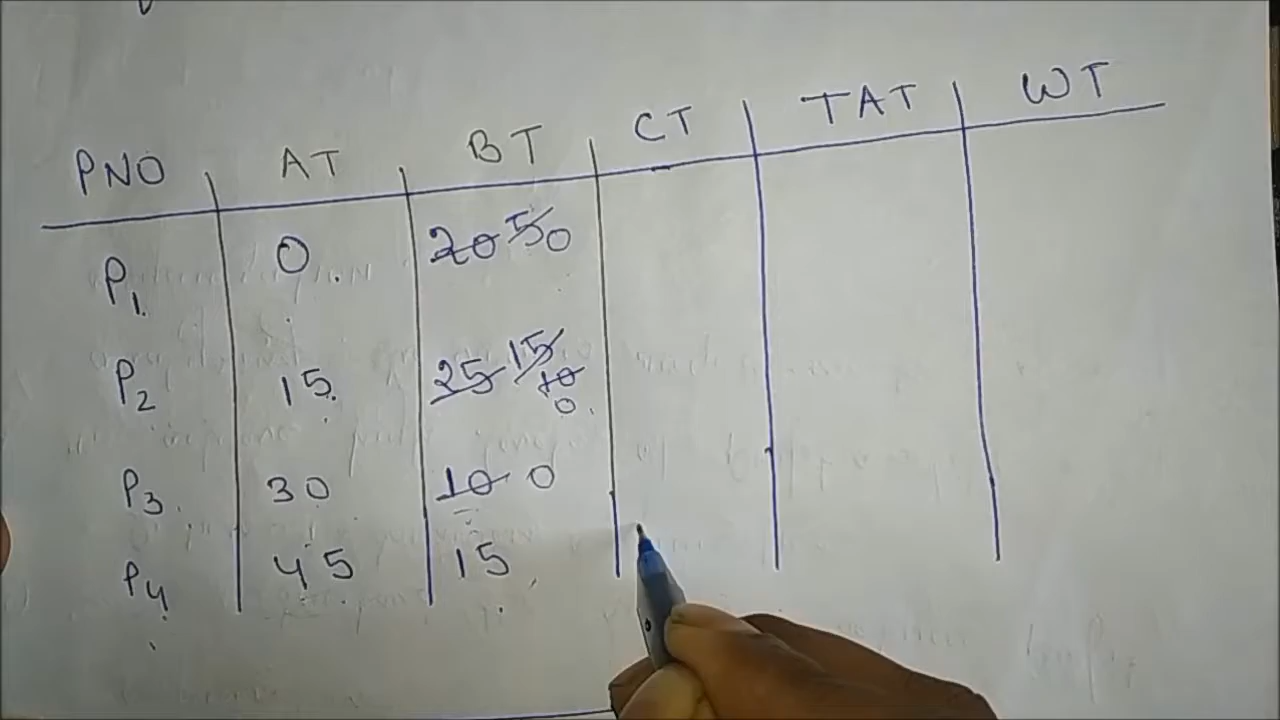 PNO AT BT CT TAT WT
P1. 0. 20 5 0
P2 15. 25 15 10 0.
P3. 30 10 0
P4 45 15